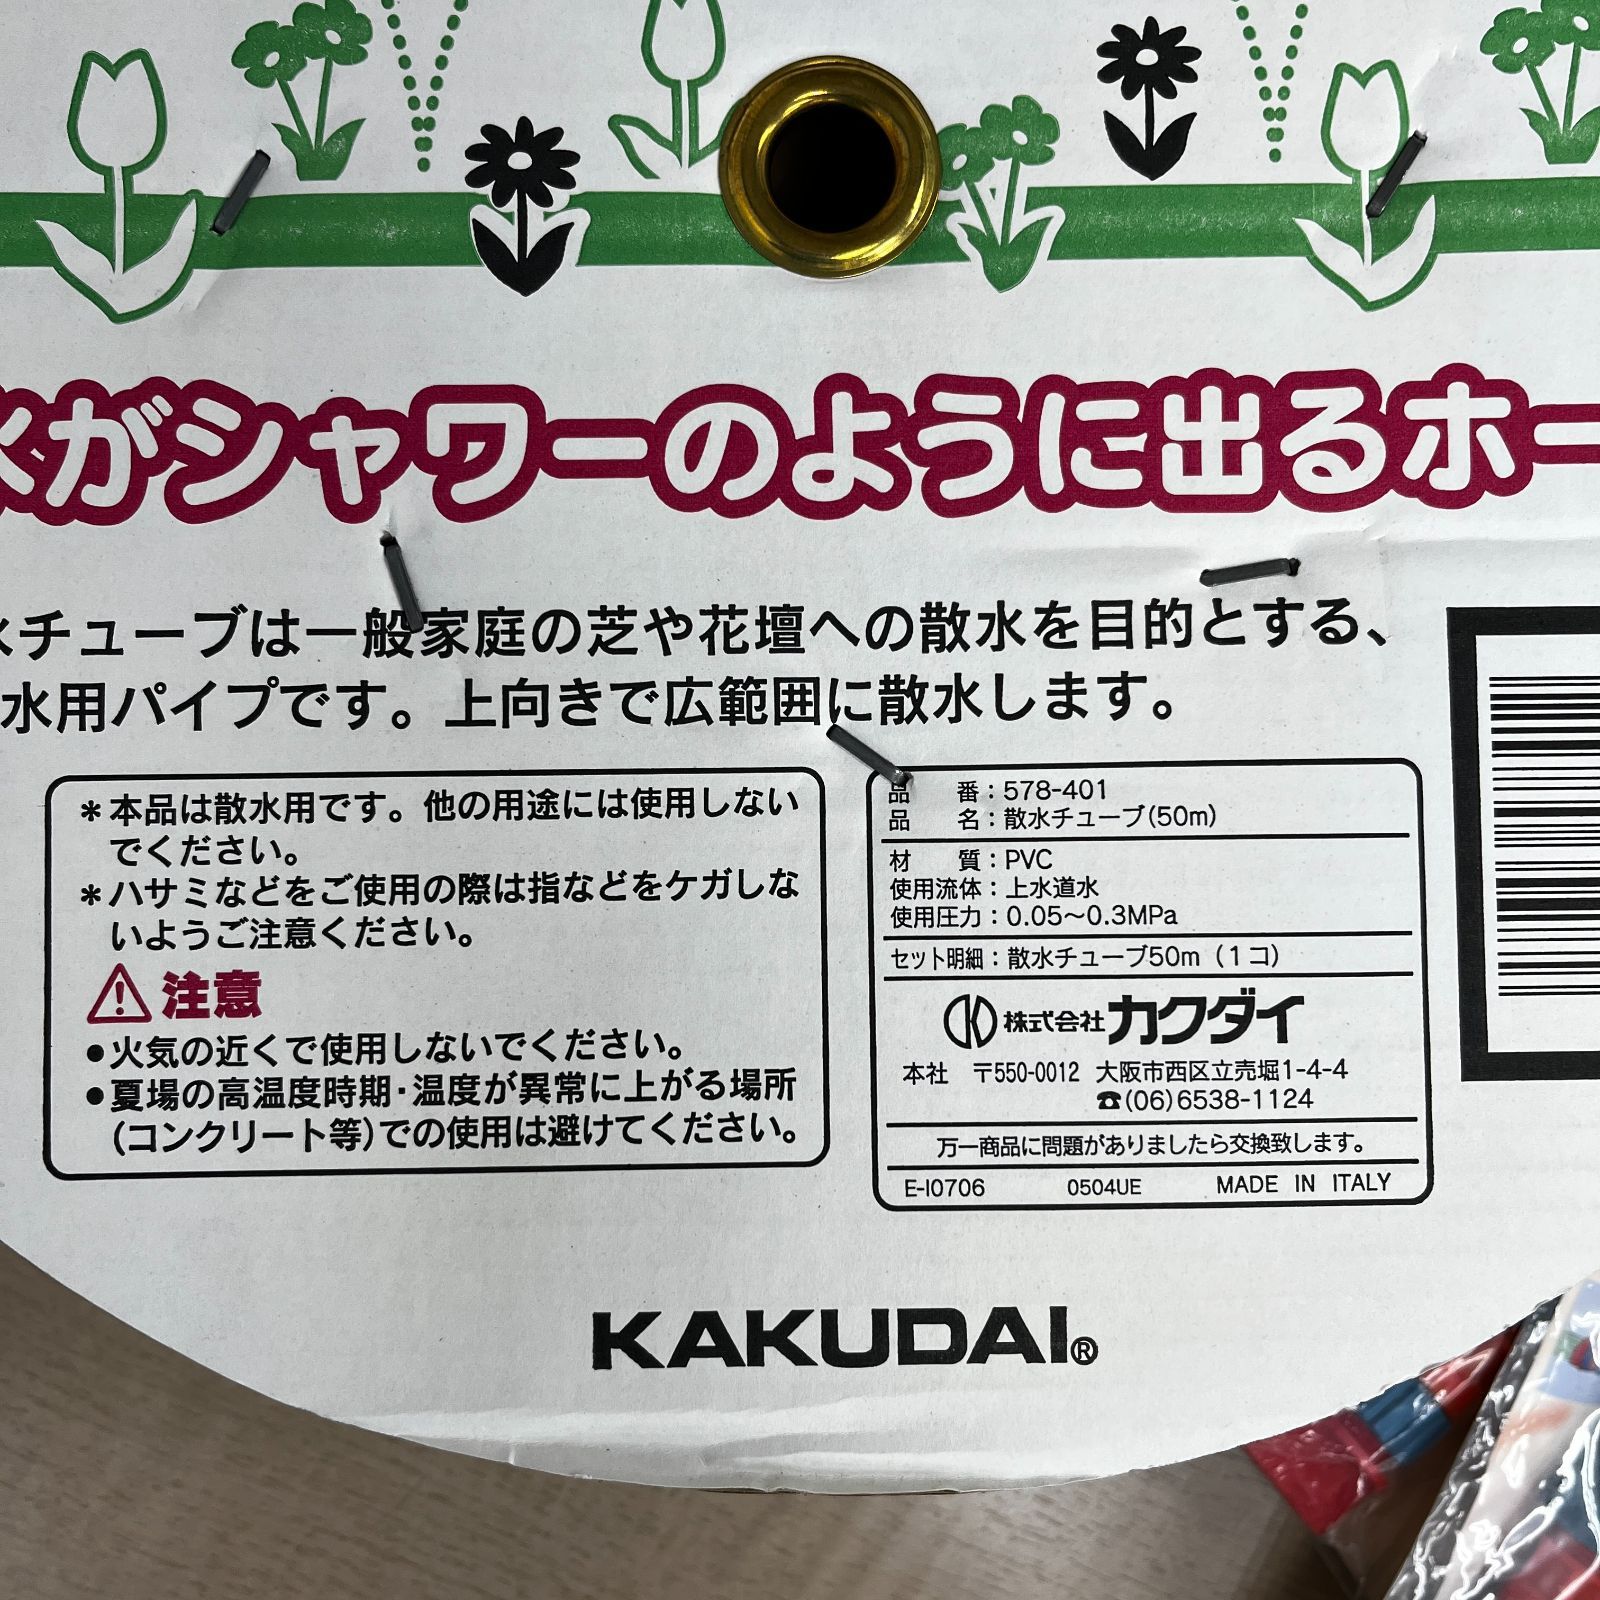 水がシャワーのように出るホー
水チューブは一般家庭の芝や花壇への散水を目的とする、
水用パイプです。上向きで広範囲に散水します。
＊本品は散水用です。他の用途には使用しない
でください。
＊ハサミなどをご使用の際は指などをケガしな
いようご注意ください。
注意
●火気の近くで使用しないでください。
●夏場の高温度時期・温度が異常に上がる場所
(コンクリート等)での使用は避けてください。
品　番：578-401
品　名：散水チューブ(50m)
材　質：PVC
使用流体：上水道水
使用圧力：0.05～0.3MPa
セット明細：散水チューブ50m（1コ）
株式会社カクダイ
本社　〒550-0012　大阪市西区立売堀1-4-4
☎(06)6538-1124
万一商品に問題がありましたら交換致します。
E-I0706　0504UE　MADE IN ITALY
KAKUDAI®